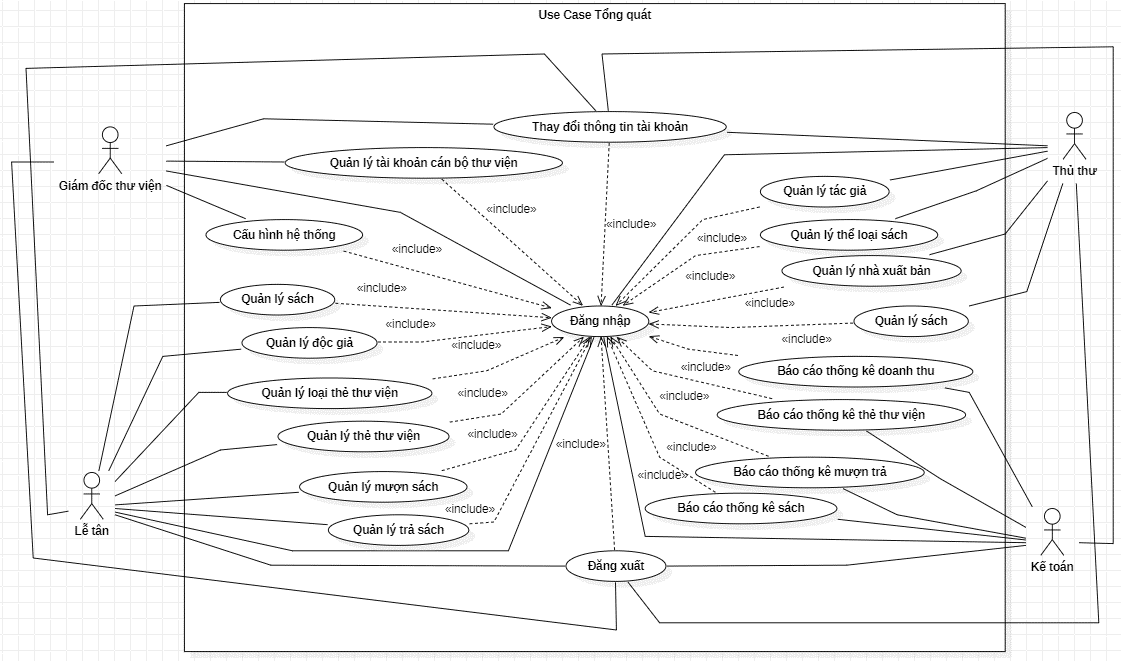 Use Case Tổng quát
Thay đổi thông tin tài khoản
Quản lý tài khoản cán bộ thư viện
Giám đốc thư viện
Thủ thư
Quản lý tác giả
«include»
«include»
Cấu hình hệ thống
Quản lý thể loại sách
«include»
«include»
Quản lý nhà xuất bản
«include»
«include»
Quản lý sách
«include»
Đăng nhập
Quản lý sách
«include»
Quản lý độc giả
«include»
«include»
Báo cáo thống kê doanh thu
«include»
Quản lý loại thẻ thư viện
«include»
Báo cáo thống kê thẻ thư viện
Quản lý thẻ thư viện
«include»
«include»
«include»
Báo cáo thống kê mượn trả
«include»
Quản lý mượn sách
«include»
Báo cáo thống kê sách
Lễ tân
Quản lý trả sách
Đăng xuất
Kế toán